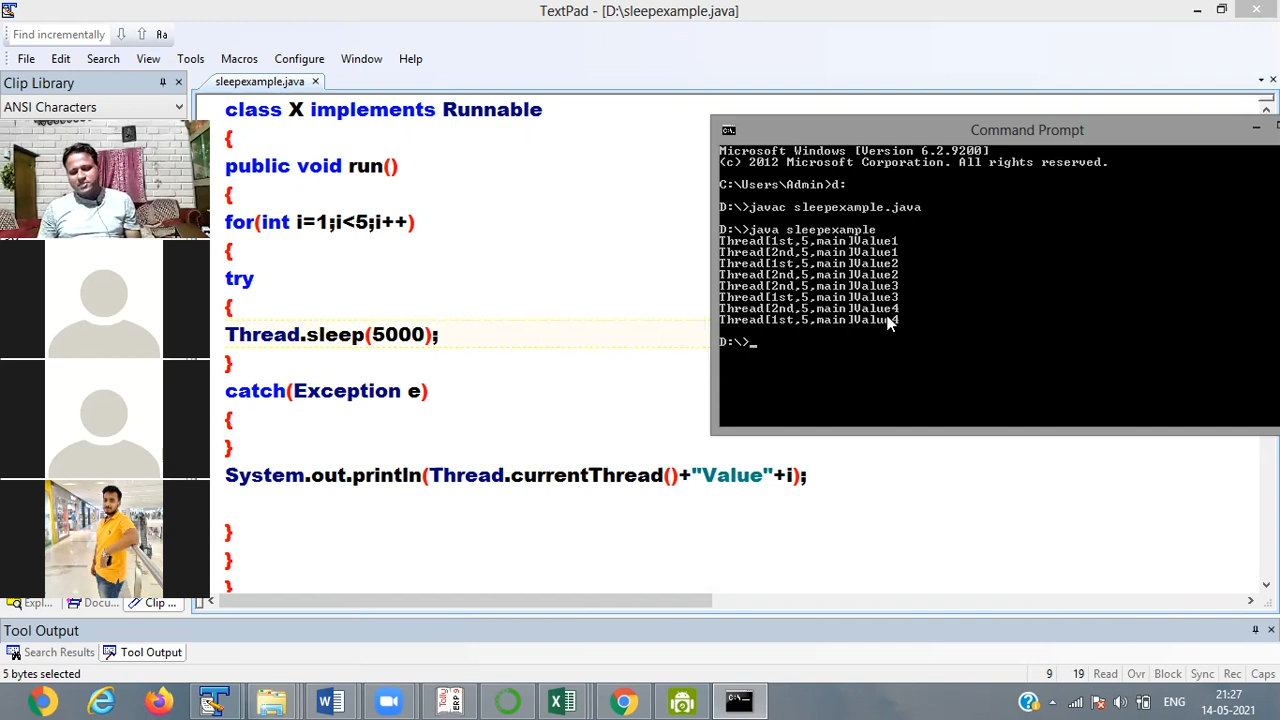 TextPad - [D:\sleepexample.java]
Find incrementally
Aa
File Edit Search View Tools Macros Configure Window Help
Clip Library
sleepexample.java
ANSI Characters
class X implements Runnable
{
public void run()
{
for(int i=1;i<5;i++)
{
try
{
Thread.sleep(5000);
}
catch(Exception e)
{
}
System.out.println(Thread.currentThread()+"Value"+i);
}
}
}
Command Prompt
Microsoft Windows [Version 6.2.9200]
(c) 2012 Microsoft Corporation. All rights reserved.
C:\Users\Admin>d:
D:\>javac sleepexample.java
D:\>java sleepexample
Thread[1st,5,main]Value1
Thread[2nd,5,main]Value1
Thread[1st,5,main]Value2
Thread[2nd,5,main]Value2
Thread[2nd,5,main]Value3
Thread[1st,5,main]Value3
Thread[2nd,5,main]Value4
Thread[1st,5,main]Value4
D:\>_
Expl... Docu... Clip ...
Tool Output
Search Results Tool Output
5 bytes selected
9 19 Read Ovr Block Sync Rec Caps
ENG
21:27
14-05-2021